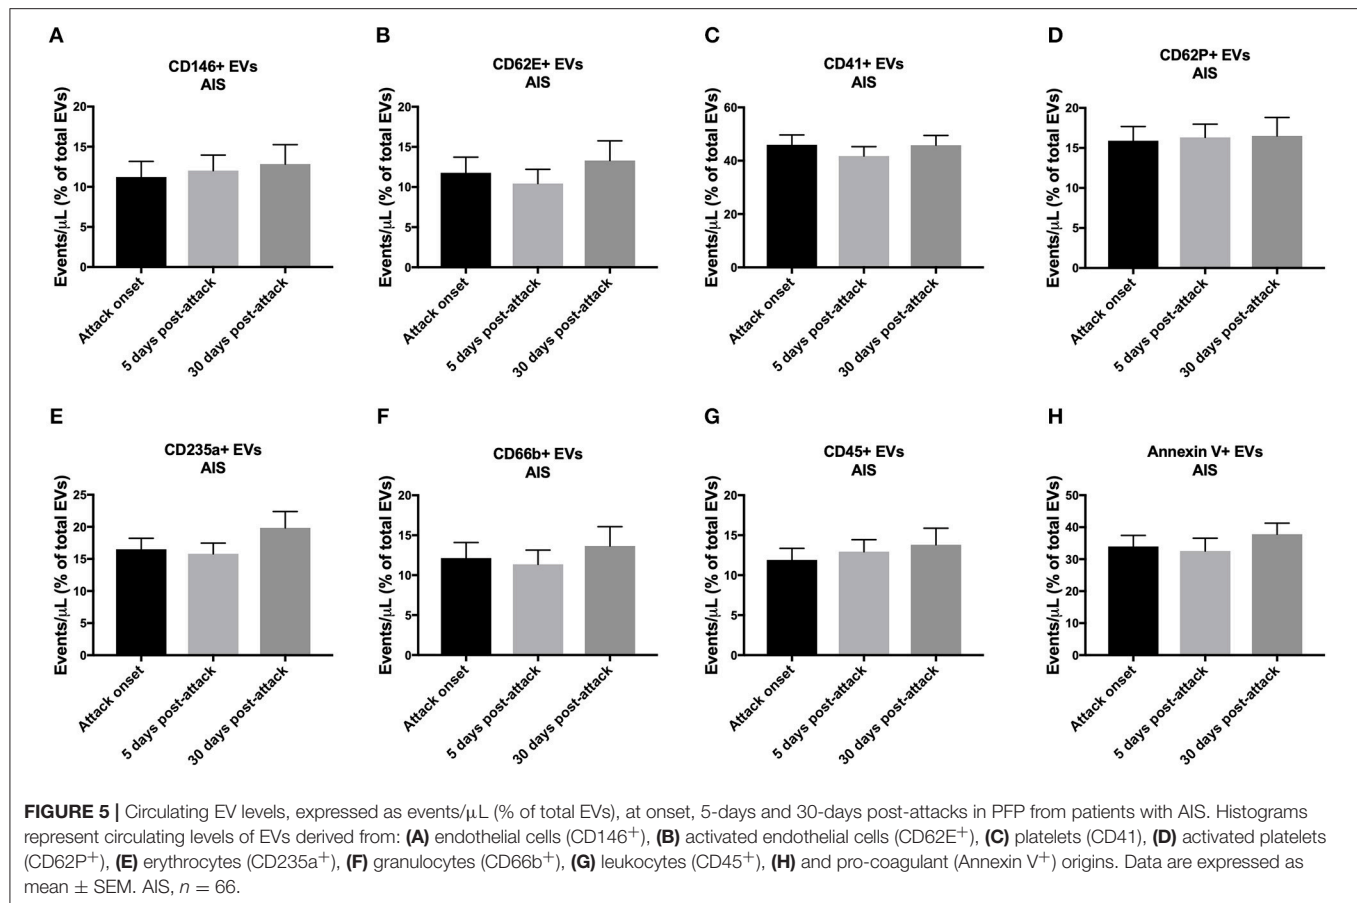 A
CD146+ EVs
AIS
Events/μL (% of total EVs)
20
15
10
5
0
Attack onset
5 days post-attack
30 days post-attack
B
CD62E+ EVs
AIS
Events/μL (% of total EVs)
20
15
10
5
0
Attack onset
5 days post-attack
30 days post-attack
C
CD41+ EVs
AIS
Events/μL (% of total EVs)
60
40
20
0
Attack onset
5 days post-attack
30 days post-attack
D
CD62P+ EVs
AIS
Events/μL (% of total EVs)
20
15
10
5
0
Attack onset
5 days post-attack
30 days post-attack
E
CD235a+ EVs
AIS
Events/μL (% of total EVs)
25
20
15
10
5
0
Attack onset
5 days post-attack
30 days post-attack
F
CD66b+ EVs
AIS
Events/μL (% of total EVs)
20
15
10
5
0
Attack onset
5 days post-attack
30 days post-attack
G
CD45+ EVs
AIS
Events/μL (% of total EVs)
20
15
10
5
0
Attack onset
5 days post-attack
30 days post-attack
H
Annexin V+ EVs
AIS
Events/μL (% of total EVs)
50
40
30
20
10
0
Attack onset
5 days post-attack
30 days post-attack
FIGURE 5 | Circulating EV levels, expressed as events/μL (% of total EVs), at onset, 5-days and 30-days post-attacks in PFP from patients with AIS. Histograms
represent circulating levels of EVs derived from: (A) endothelial cells (CD146⁺), (B) activated endothelial cells (CD62E⁺), (C) platelets (CD41), (D) activated platelets
(CD62P⁺), (E) erythrocytes (CD235a⁺), (F) granulocytes (CD66b⁺), (G) leukocytes (CD45⁺), (H) and pro-coagulant (Annexin V⁺) origins. Data are expressed as
mean ± SEM. AIS, n = 66.